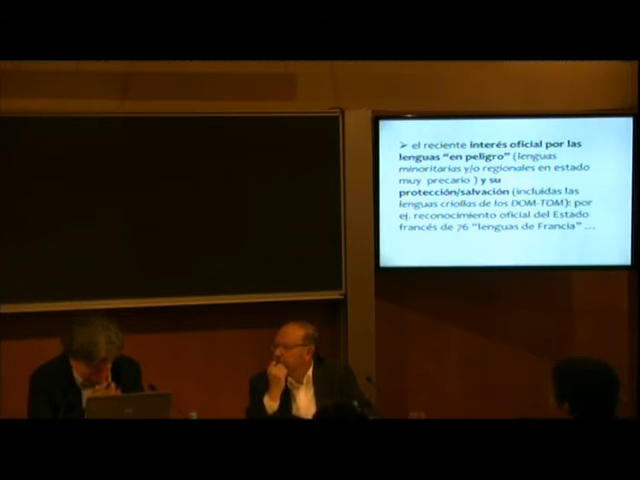 ➢ el reciente interés oficial por las
lenguas "en peligro" (lenguas
minoritarias y/o regionales en estado
muy precario ) y su
protección/salvación (incluidas las
lenguas criollas de los DOM-TOM): por
ej. reconocimiento oficial del Estado
francés de 76 "lenguas de Francia" ...